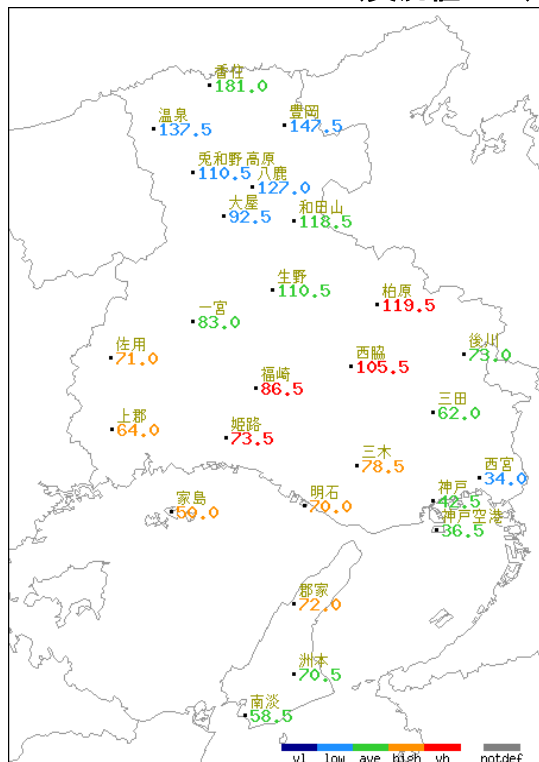 香住
181.0
温泉
137.5
豊岡
147.5
兎和野高原
110.5
八鹿
127.0
大屋
92.5
和田山
118.5
生野
110.5
柏原
119.5
一宮
83.0
佐用
71.0
福崎
86.5
西脇
105.5
後川
73.0
上郡
64.0
姫路
73.5
三田
62.0
三木
78.5
西宮
34.0
家島
明石
70.0
神戸
42.5
神戸空港
36.5
郡家
72.0
洲本
70.5
南淡
58.5
vl low ave high vh notdef